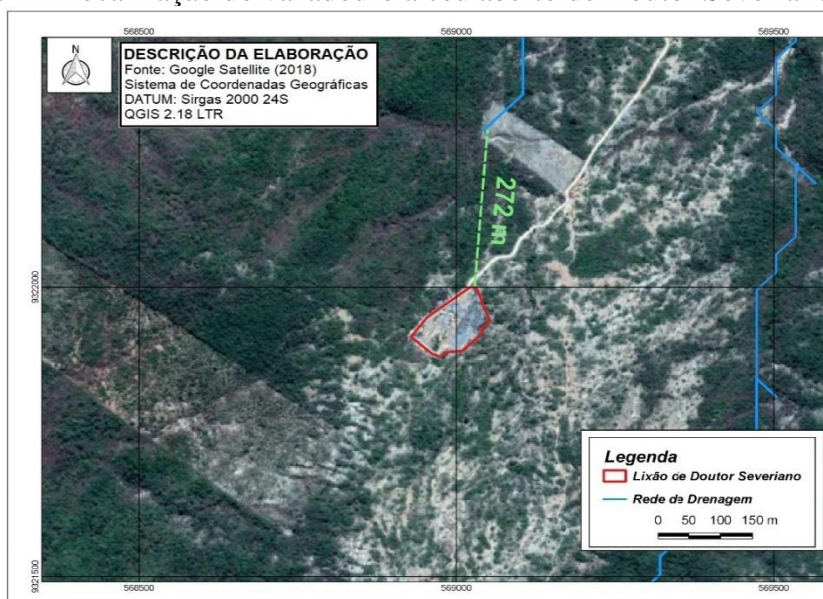 568500 569000 569500
N
DESCRIÇÃO DA ELABORAÇÃO
Fonte: Google Satellite (2018)
Sistema de Coordenadas Geográficas
DATUM: Sirgas 2000 24S
QGIS 2.18 LTR
272 m
9322000
9322000
Legenda
Lixão de Doutor Severiano
Rede de Drenagem
0 50 100 150 m
9321500
9321500
568500 569000 569500